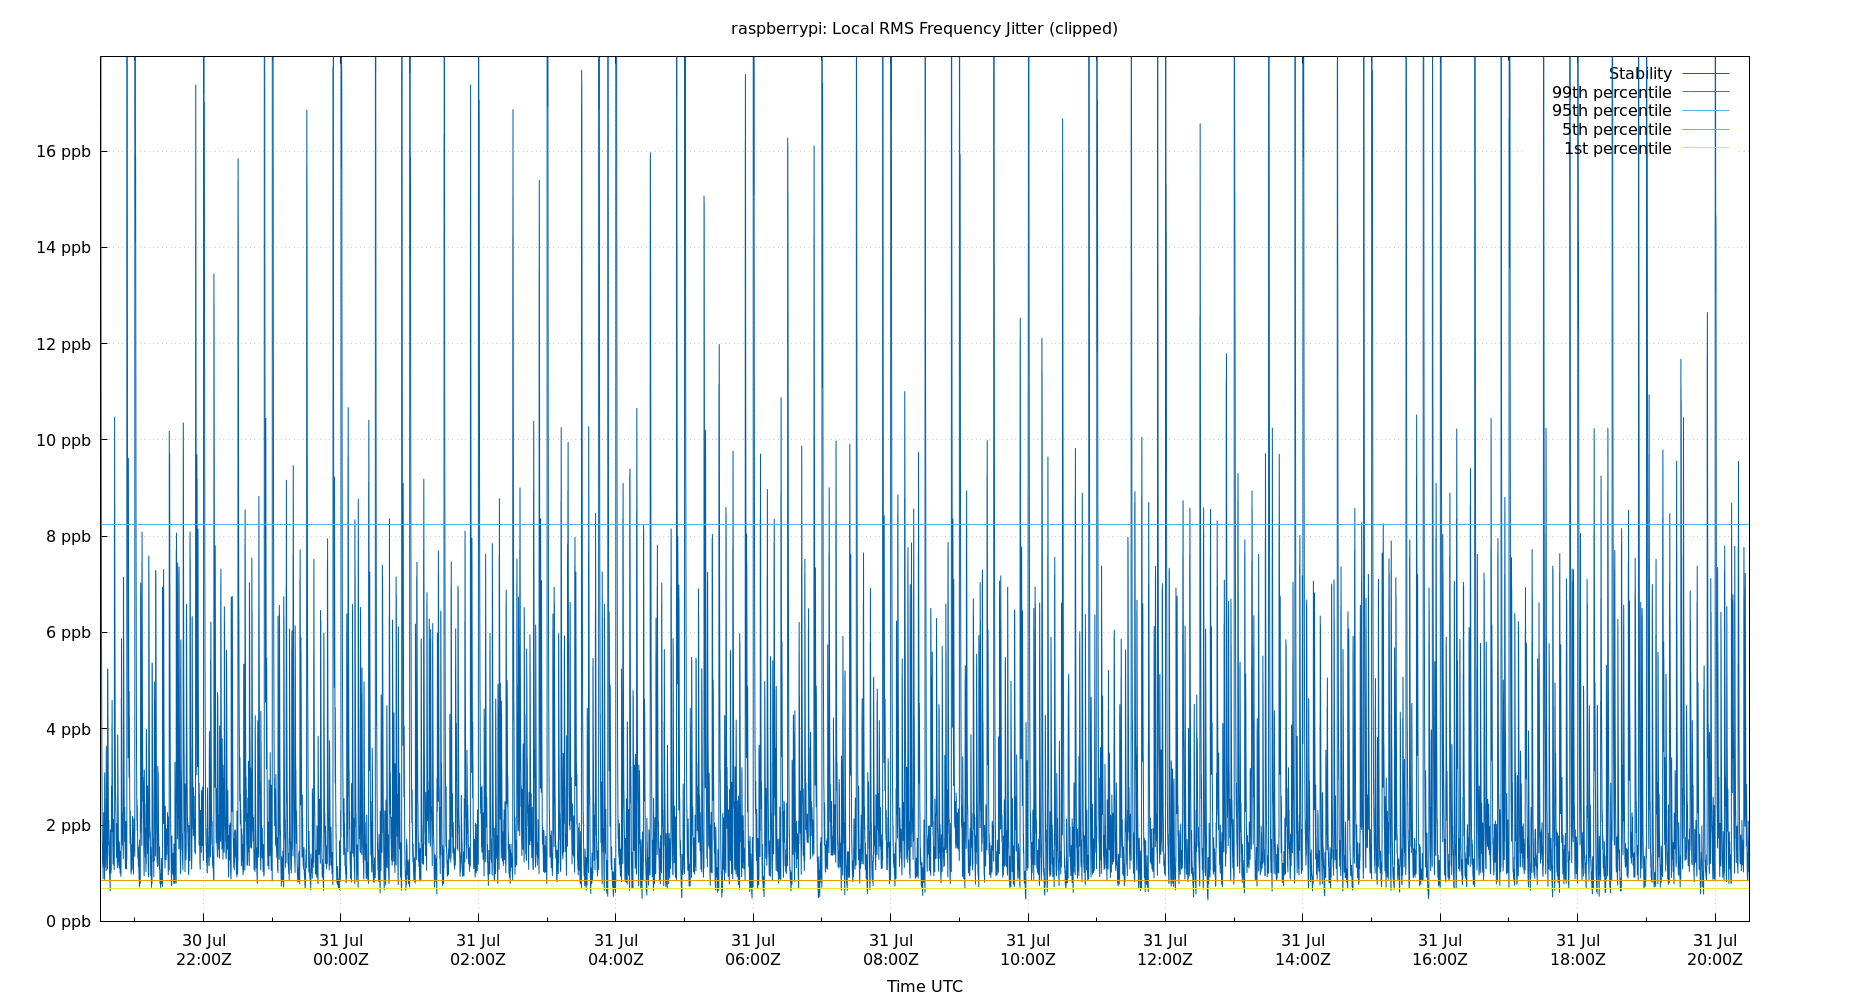 raspberrypi: Local RMS Frequency Jitter (clipped)
Stability
99th percentile
95th percentile
5th percentile
1st percentile
16 ppb
14 ppb
12 ppb
10 ppb
8 ppb
6 ppb
4 ppb
2 ppb
0 ppb
30 Jul 31 Jul 31 Jul 31 Jul 31 Jul 31 Jul 31 Jul 31 Jul 31 Jul 31 Jul 31 Jul 31 Jul
22:00Z 00:00Z 02:00Z 04:00Z 06:00Z 08:00Z 10:00Z 12:00Z 14:00Z 16:00Z 18:00Z 20:00Z
Time UTC